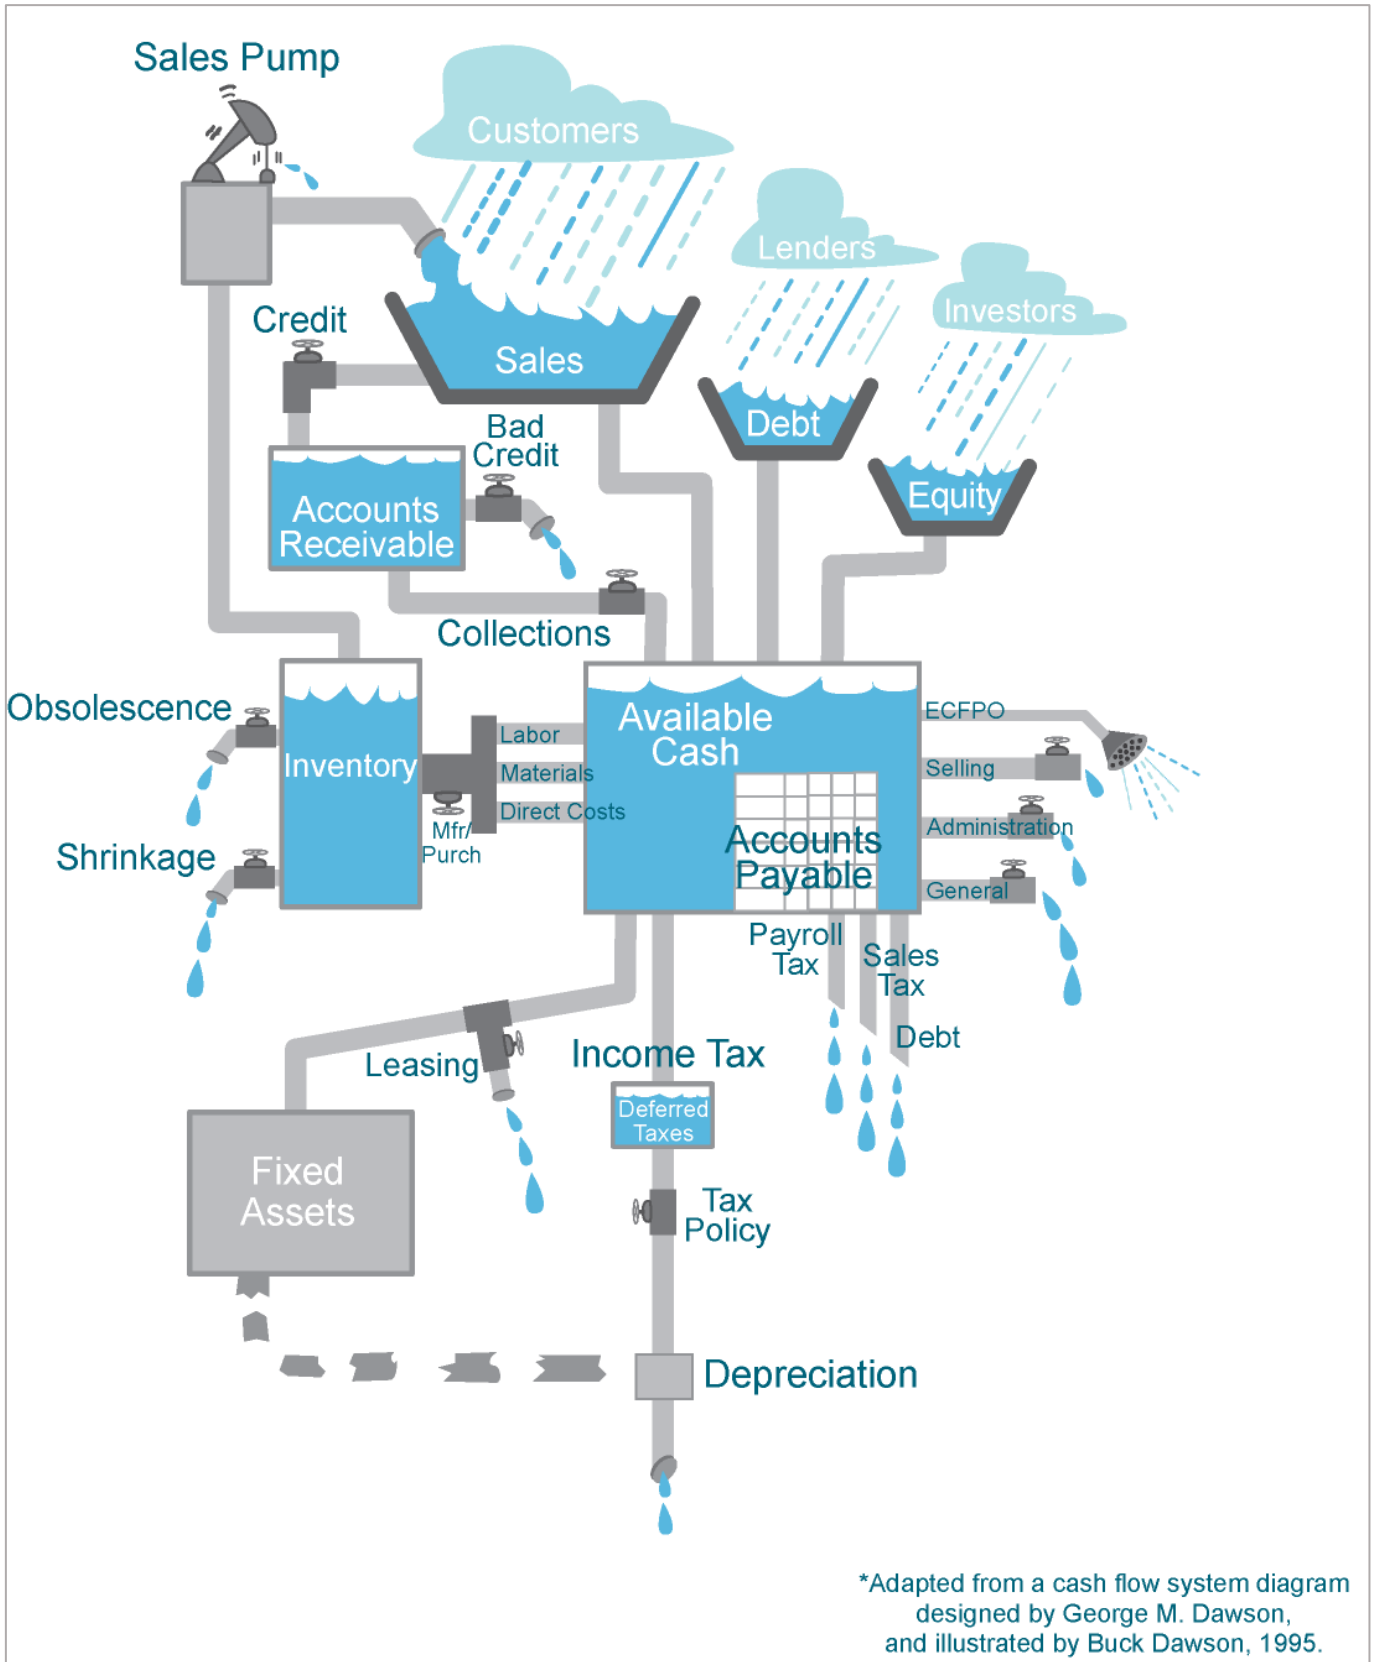 Sales Pump
Customers
Lenders
Investors
Credit
Sales
Bad
Credit
Debt
Equity
Accounts
Receivable
Collections
Obsolescence
Inventory
Shrinkage
Mfr/
Purch
Labor
Materials
Direct Costs
Available
Cash
Accounts
Payable
ECFPO
Selling
Administration
General
Payroll
Tax
Sales
Tax
Debt
Leasing
Income Tax
Deferred
Taxes
Fixed
Assets
Tax
Policy
Depreciation
*Adapted from a cash flow system diagram
designed by George M. Dawson,
and illustrated by Buck Dawson, 1995.